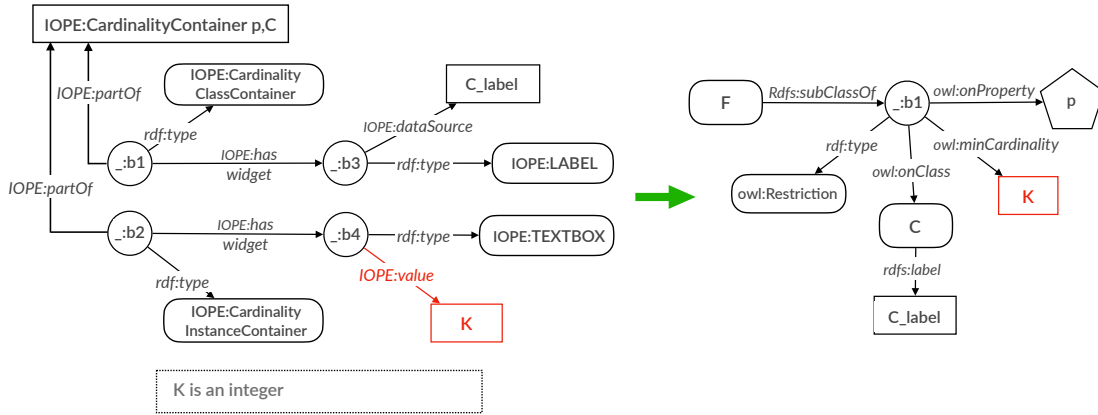 IOPE:CardinalityContainer p,C
IOPE:partOf
IOPE:Cardinality
ClassContainer
C_label
rdf:type
IOPE:dataSource
_:b1
IOPE:has
widget
_:b3
rdf:type
IOPE:LABEL
IOPE:partOf
_:b2
IOPE:has
widget
_:b4
rdf:type
IOPE:TEXTBOX
rdf:type
IOPE:value
IOPE:Cardinality
InstanceContainer
K
K is an integer
F
Rdfs:subClassOf
_:b1
owl:onProperty
p
rdf:type
owl:minCardinality
owl:onClass
owl:Restriction
K
C
rdfs:label
C_label